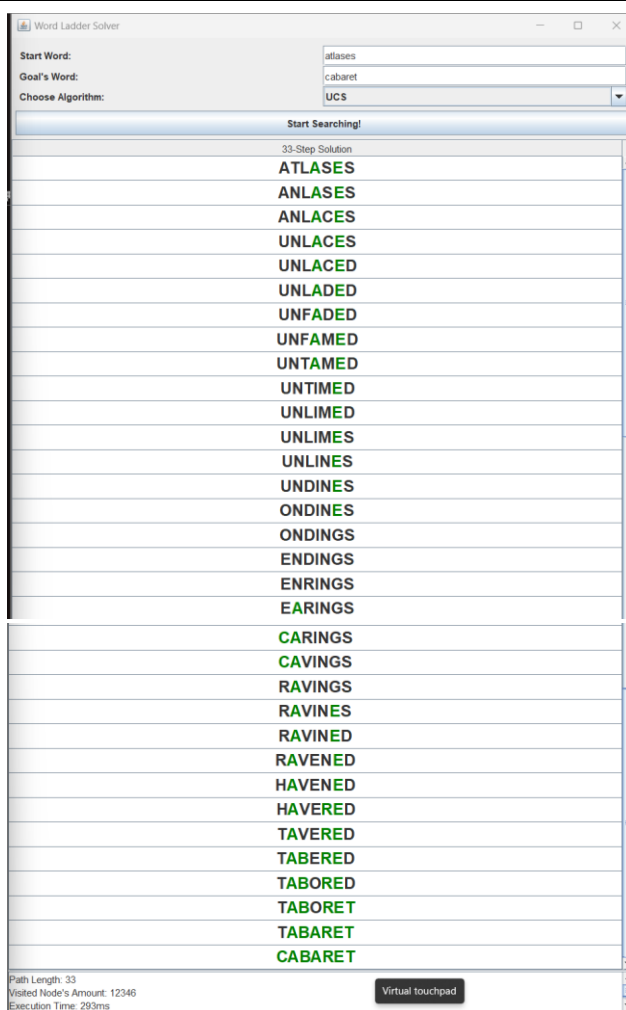 Word Ladder Solver
Start Word: atlases
Goal's Word: cabaret
Choose Algorithm: UCS
Start Searching!
33-Step Solution
ATLASES
ANLASES
ANLACES
UNLACES
UNLACED
UNLADED
UNFADED
UNFAMED
UNTAMED
UNTIMED
UNLIMED
UNLIMES
UNLINES
UNDINES
ONDINES
ONDINGS
ENDINGS
ENRINGS
EARINGS
CARINGS
CAVINGS
RAVINGS
RAVINES
RAVINED
RAVENED
HAVENED
HAVERED
TAVERED
TABERED
TABORED
TABORET
TABARET
CABARET
Path Length: 33
Visited Node's Amount: 12346
Execution Time: 293ms
Virtual touchpad